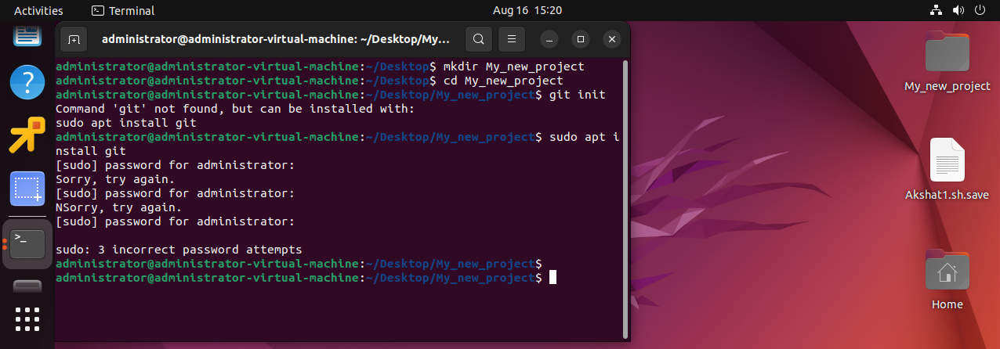 Activities
Terminal
Aug 16 15:20
administrator@administrator-virtual-machine: ~/Desktop/My...
administrator@administrator-virtual-machine:~/Desktop$ mkdir My_new_project
administrator@administrator-virtual-machine:~/Desktop$ cd My_new_project
administrator@administrator-virtual-machine:~/Desktop/My_new_project$ git init
Command 'git' not found, but can be installed with:
sudo apt install git
administrator@administrator-virtual-machine:~/Desktop/My_new_project$ sudo apt i
nstall git
[sudo] password for administrator:
Sorry, try again.
[sudo] password for administrator:
NSorry, try again.
[sudo] password for administrator:
sudo: 3 incorrect password attempts
administrator@administrator-virtual-machine:~/Desktop/My_new_project$
administrator@administrator-virtual-machine:~/Desktop/My_new_project$
My_new_project
Akshat1.sh.save
Home